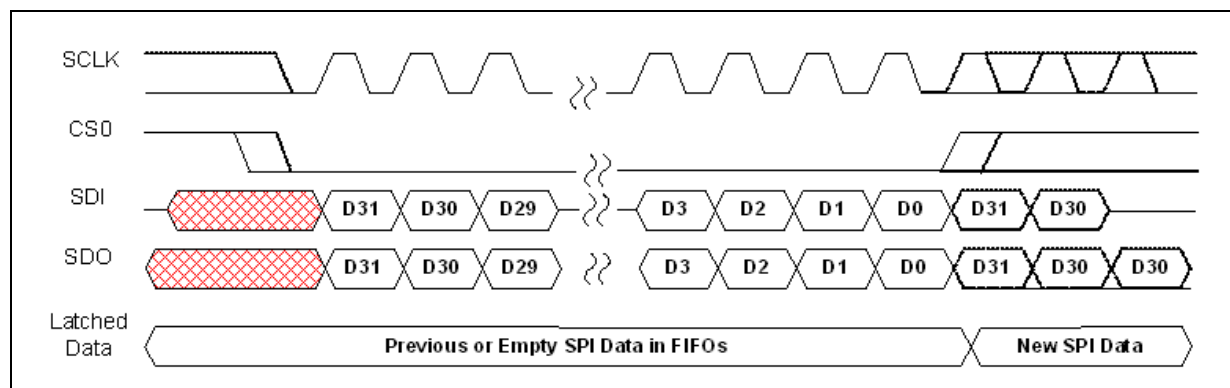 SCLK
CS0
SDI
D31 D30 D29 D3 D2 D1 D0 D31 D30
SDO
D31 D30 D29 D3 D2 D1 D0 D31 D30 D30
Latched
Data
Previous or Empty SPI Data in FIFOs
New SPI Data